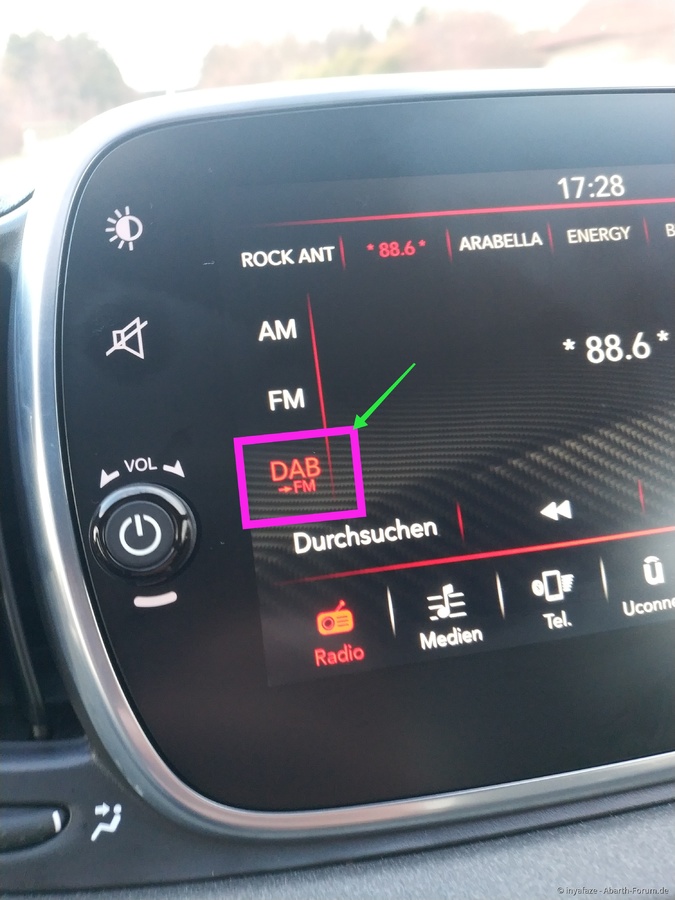 17:28
ROCK ANT * 88.6 * ARABELLA ENERGY B
AM
* 88.6 *
FM
DAB
→FM
VOL
Durchsuchen
Radio Medien Tel. Uconne
© inyafaze - Abarth-Forum.de